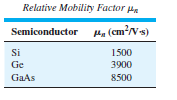 Relative Mobility Factor μn
Semiconductor μn (cm²/V·s)
Si 1500
Ge 3900
GaAs 8500